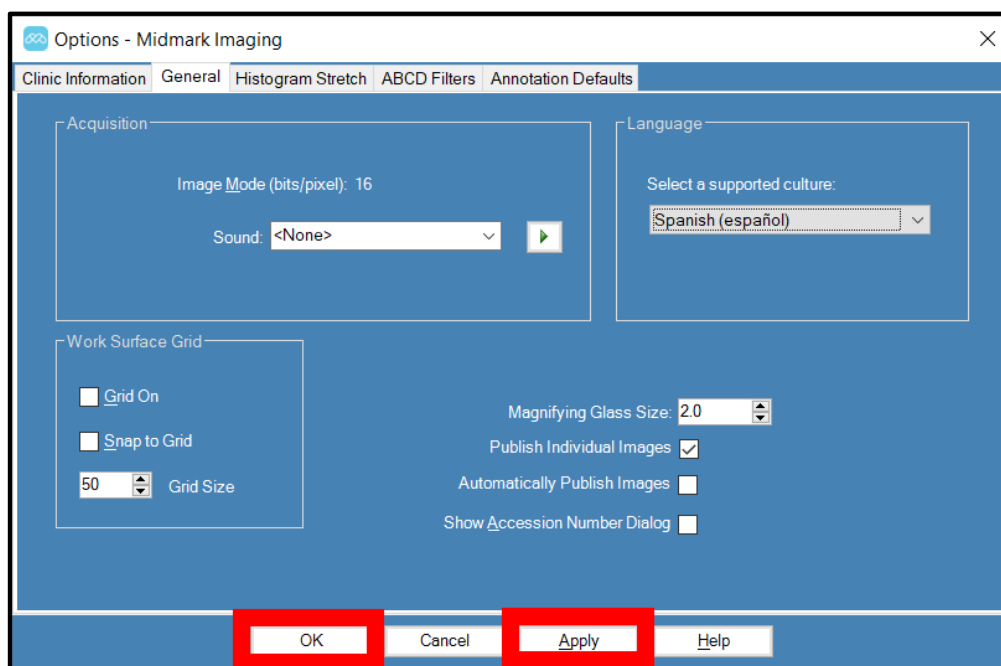 Options - Midmark Imaging
Clinic Information General Histogram Stretch ABCD Filters Annotation Defaults
Acquisition
Image Mode (bits/pixel): 16
Sound: <None>
Language
Select a supported culture:
Spanish (español)
Work Surface Grid
Grid On
Snap to Grid
50 Grid Size
Magnifying Glass Size: 2.0
Publish Individual Images
Automatically Publish Images
Show Accession Number Dialog
OK Cancel Apply Help